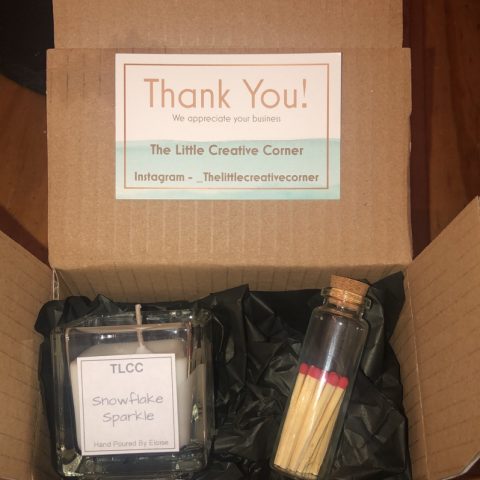 Thank You!
We appreciate your business
The Little Creative Corner
Instagram - _Thelittlecreativecorner
TLCC
Snowflake
Sparkle
Hand Poured By Eloise